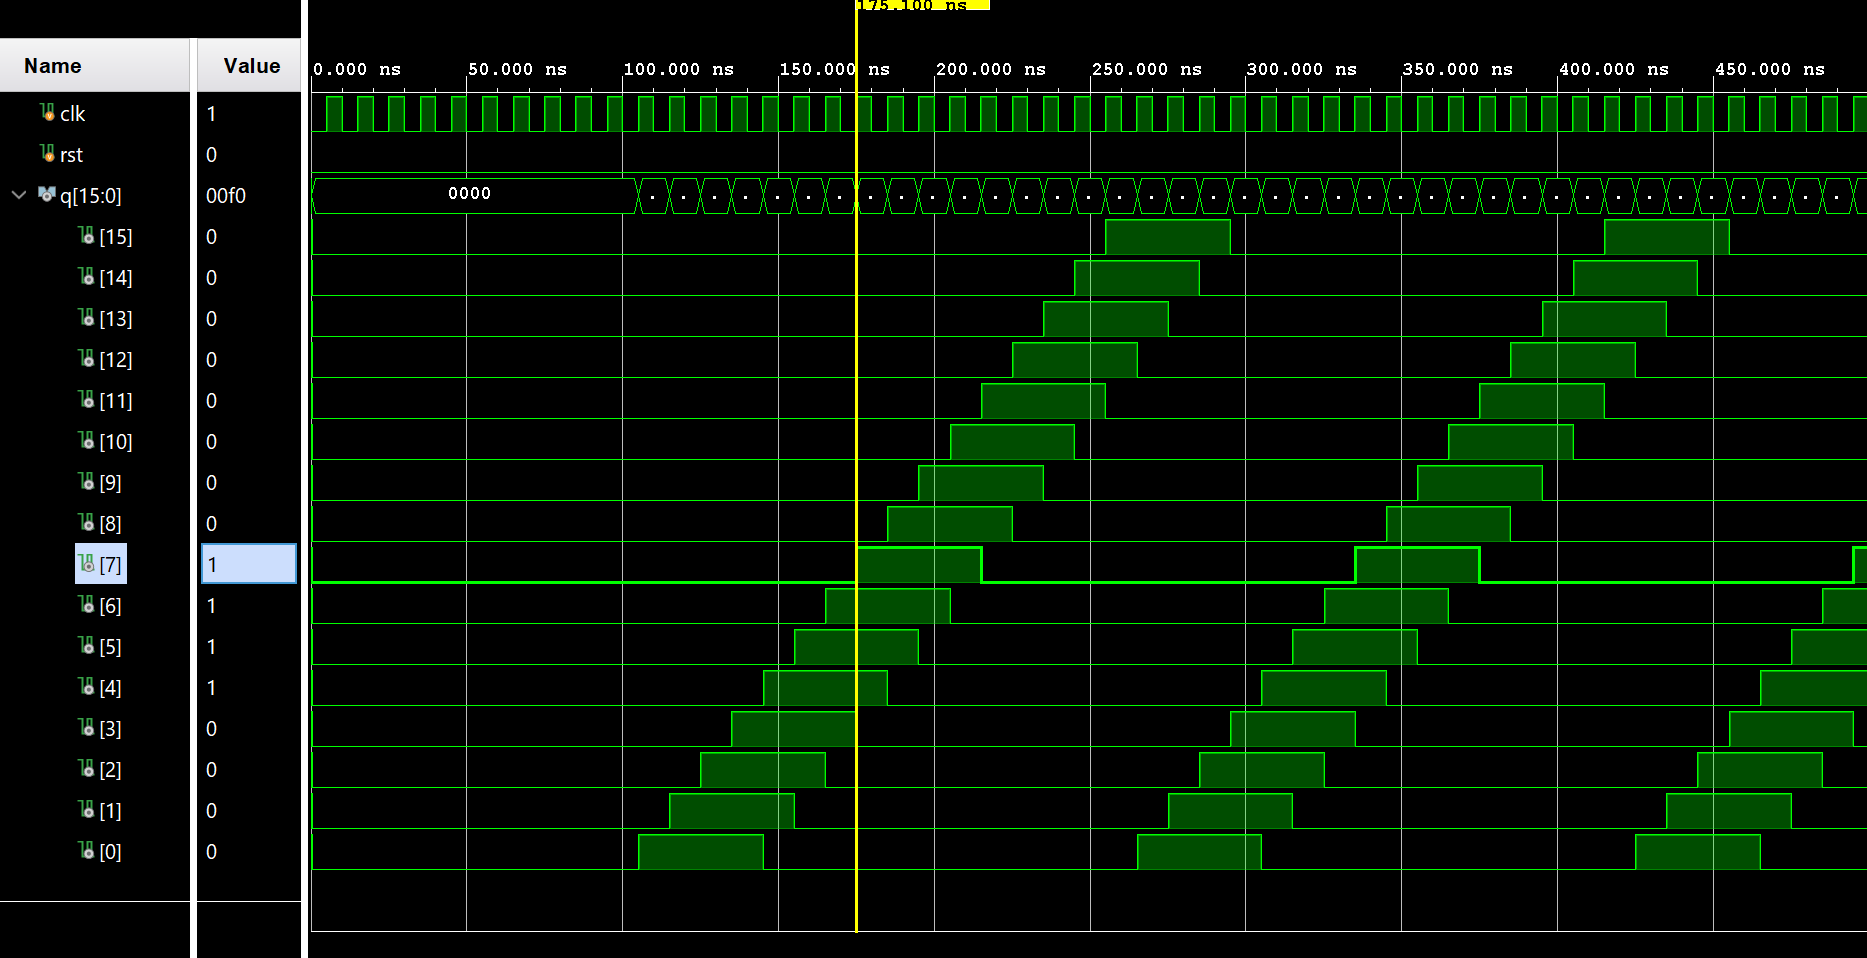 175.100 ns
Name Value
0.000 ns 50.000 ns 100.000 ns 150.000 ns 200.000 ns 250.000 ns 300.000 ns 350.000 ns 400.000 ns 450.000 ns
clk 1
rst 0
q[15:0] 00f0 0000
[15] 0
[14] 0
[13] 0
[12] 0
[11] 0
[10] 0
[9] 0
[8] 0
[7] 1
[6] 1
[5] 1
[4] 1
[3] 0
[2] 0
[1] 0
[0] 0